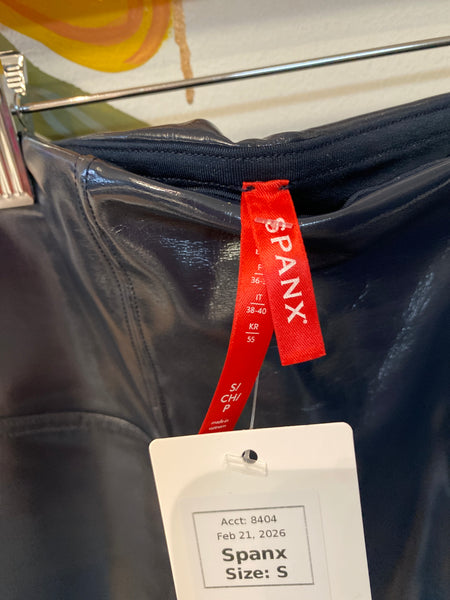 SPANX®
36-
IT
38-40
KR
55
S/
CH/
P
Acct: 8404
Feb 21, 2026
Spanx
Size: S